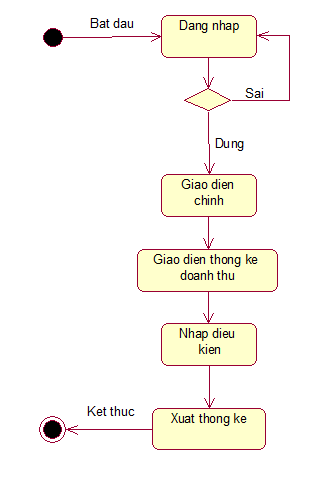 Bat dau
Dang nhap
Sai
Dung
Giao dien
chinh
Giao dien thong ke
doanh thu
Nhap dieu
kien
Ket thuc
Xuat thong ke